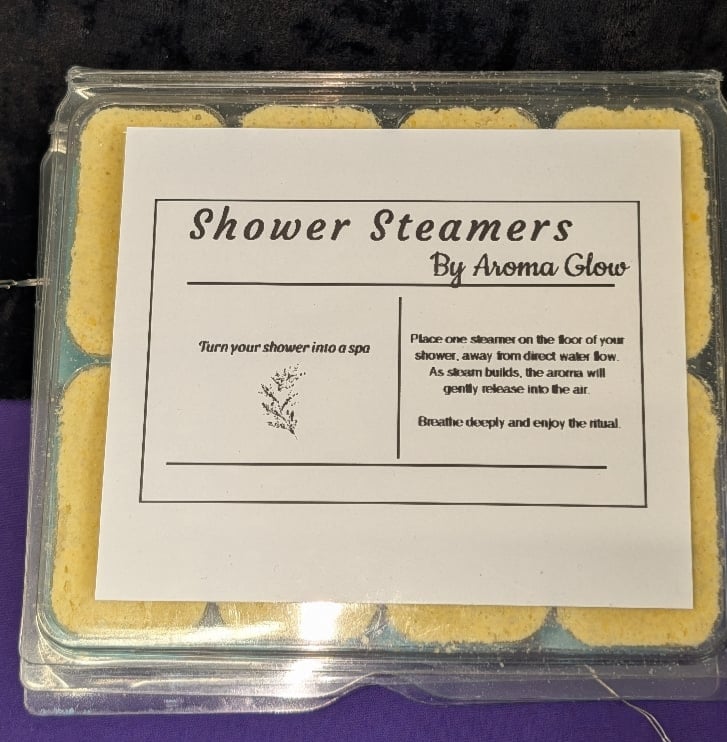 Shower Steamers
By Aroma Glow
Turn your shower into a spa
Place one steamer on the floor of your
shower, away from direct water flow.
As steam builds, the aroma will
gently release into the air.
Breathe deeply and enjoy the ritual.